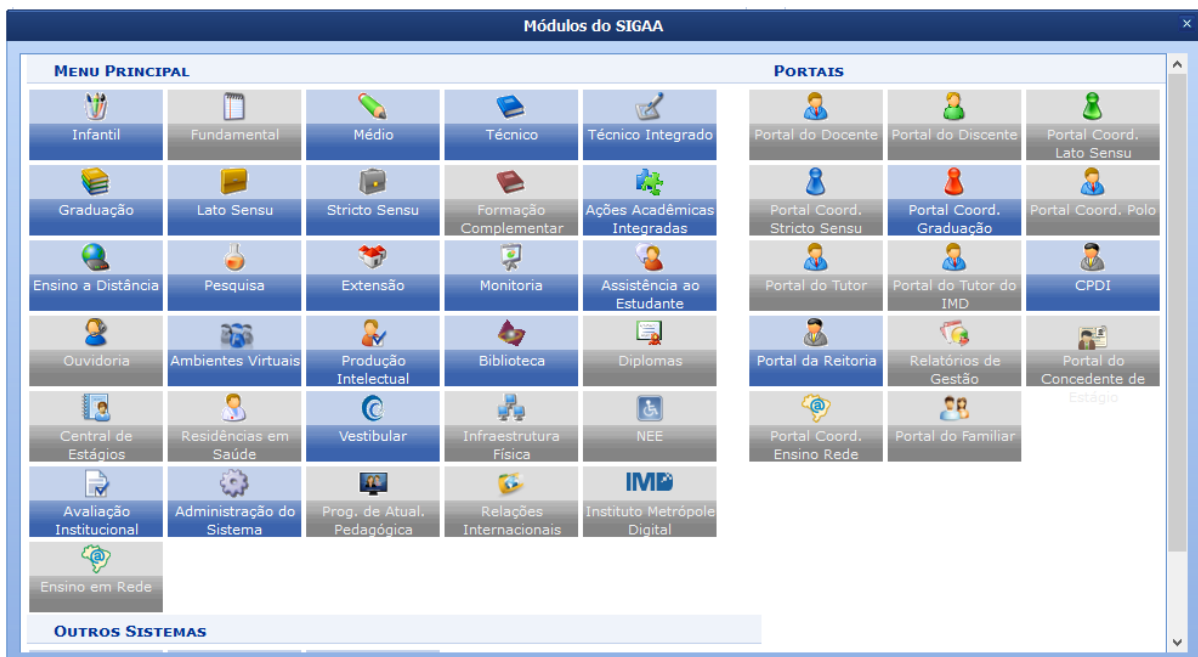 Módulos do SIGAA
×
MENU PRINCIPAL
Infantil
Fundamental
Médio
Técnico
Técnico Integrado
Graduação
Lato Sensu
Stricto Sensu
Formação
Complementar
Ações Acadêmicas
Integradas
Ensino a Distância
Pesquisa
Extensão
Monitoria
Assistência ao
Estudante
Ouvidoria
Ambientes Virtuais
Produção
Intelectual
Biblioteca
Diplomas
Central de
Estágios
Residências em
Saúde
Vestibular
Infraestrutura
Física
NEE
Avaliação
Institucional
Administração do
Sistema
Prog. de Atual.
Pedagógica
Relações
Internacionais
IMD
Instituto Metrópole
Digital
Ensino em Rede
PORTAIS
Portal do Docente
Portal do Discente
Portal Coord.
Lato Sensu
Portal Coord.
Stricto Sensu
Portal Coord.
Graduação
Portal Coord. Polo
Portal do Tutor
Portal do Tutor do
IMD
CPDI
Portal da Reitoria
Relatórios de
Gestão
Portal do
Concedente de
Estágio
Portal Coord.
Ensino Rede
Portal do Familiar
OUTROS SISTEMAS